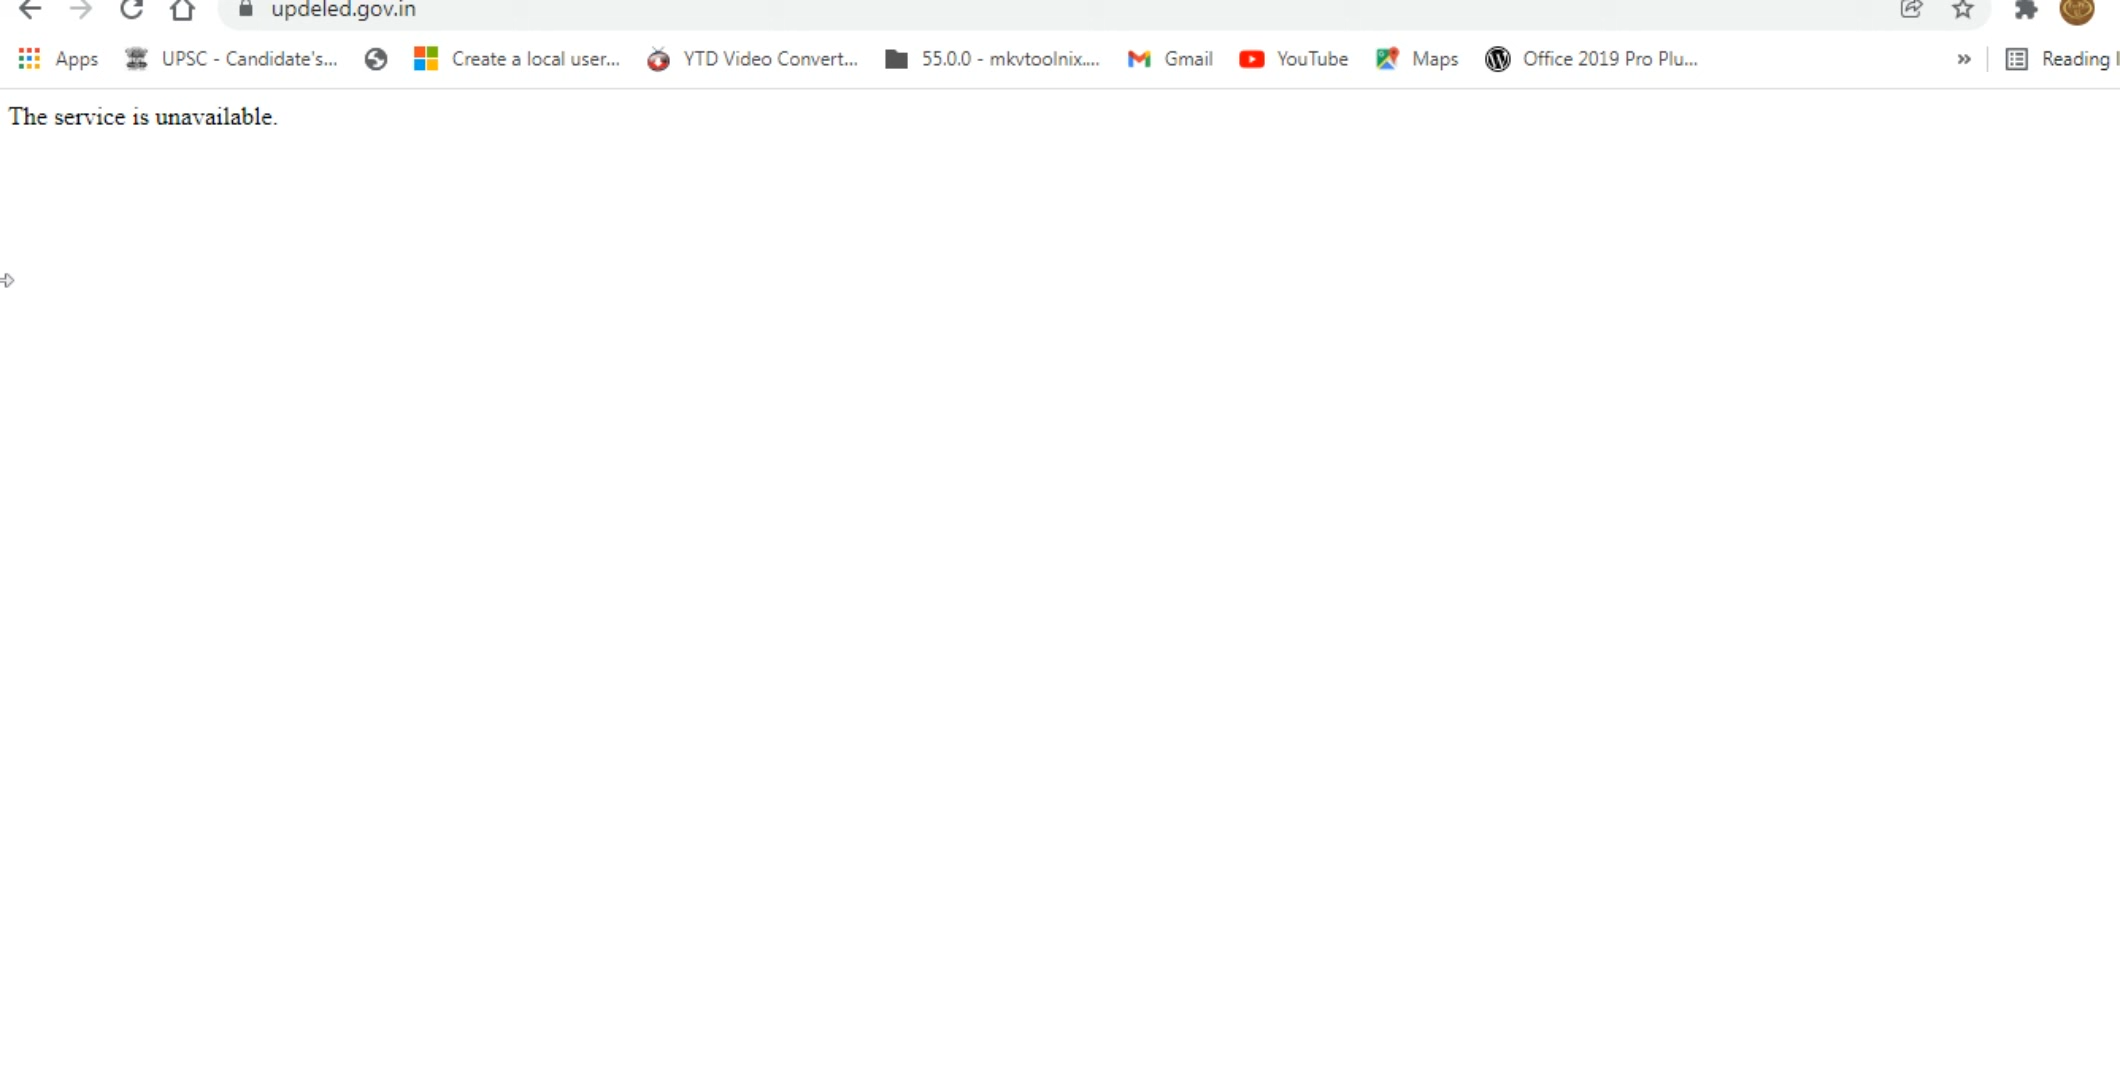 updeled.gov.in
Apps UPSC - Candidate's... Create a local user... YTD Video Convert... 55.0.0 - mkvtoolnix.... Gmail YouTube Maps Office 2019 Pro Plu... » Reading
The service is unavailable.